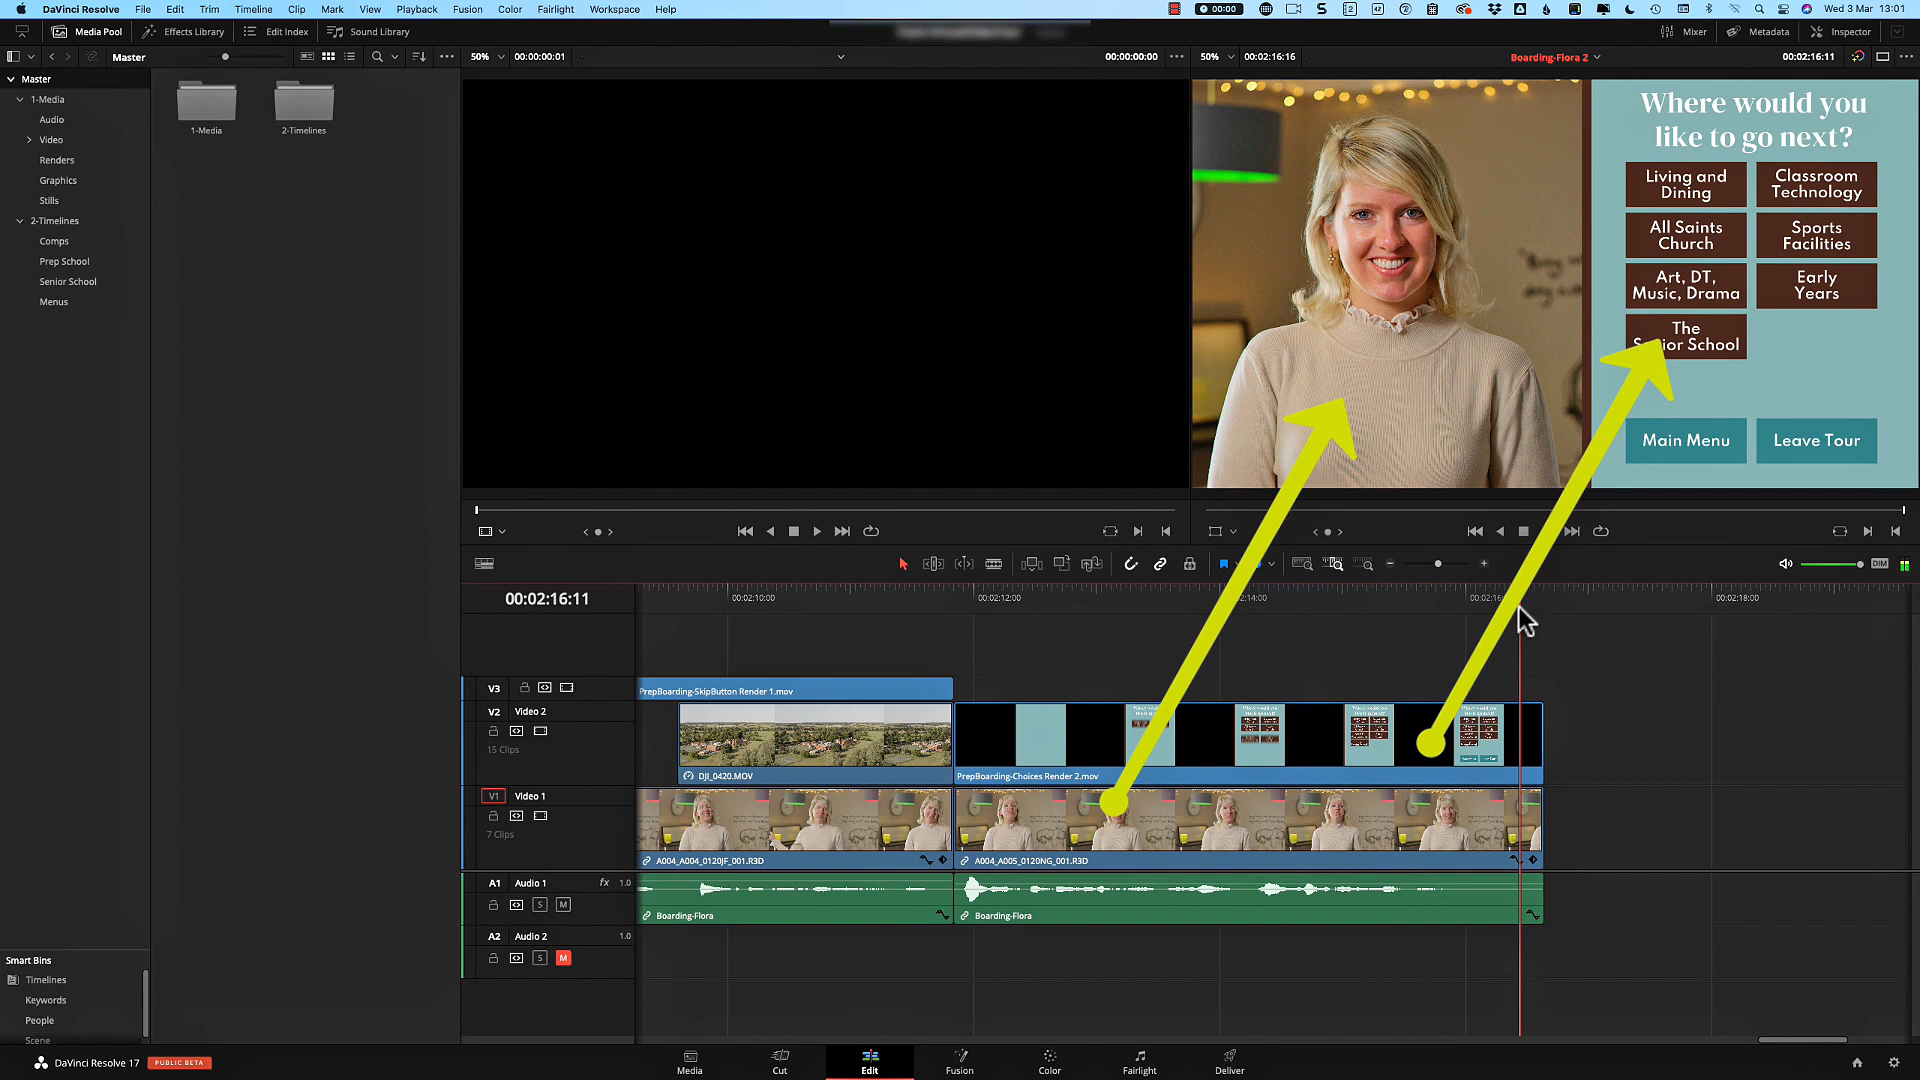 DaVinci Resolve File Edit Trim Timeline Clip Mark View Playback Fusion Color Fairlight Workspace Help
00:00
Wed 3 Mar 13:01
Media Pool Effects Library Edit Index Sound Library
Mixer Metadata Inspector
Master
50% 00:00:00:01
00:00:00:00
50% 00:02:16:16
Boarding-Flora 2
00:02:16:11
Master
1-Media
Audio
Video
Renders
Graphics
Stills
2-Timelines
Comps
Prep School
Senior School
Menus
1-Media
2-Timelines
Where would you
like to go next?
Living and
Dining
Classroom
Technology
All Saints
Church
Sports
Facilities
Art, DT,
Music, Drama
Early
Years
The
Senior School
Main Menu
Leave Tour
DIM
00:02:16:11
00:02:10:00
00:02:12:00
00:02:18:00
V3
PrepBoarding-SkipButton Render 1.mov
V2 Video 2
15 Clips
DJI_0420.MOV
PrepBoarding-Choices Render 2.mov
V1 Video 1
7 Clips
A004_A004_0120JF_001.R3D
A004_A005_0120NG_001.R3D
A1 Audio 1 fx 1.0
S M
Boarding-Flora
Boarding-Flora
A2 Audio 2 1.0
S M
Smart Bins
Timelines
Keywords
People
Scene
DaVinci Resolve 17 PUBLIC BETA
Media Cut Edit Fusion Color Fairlight Deliver